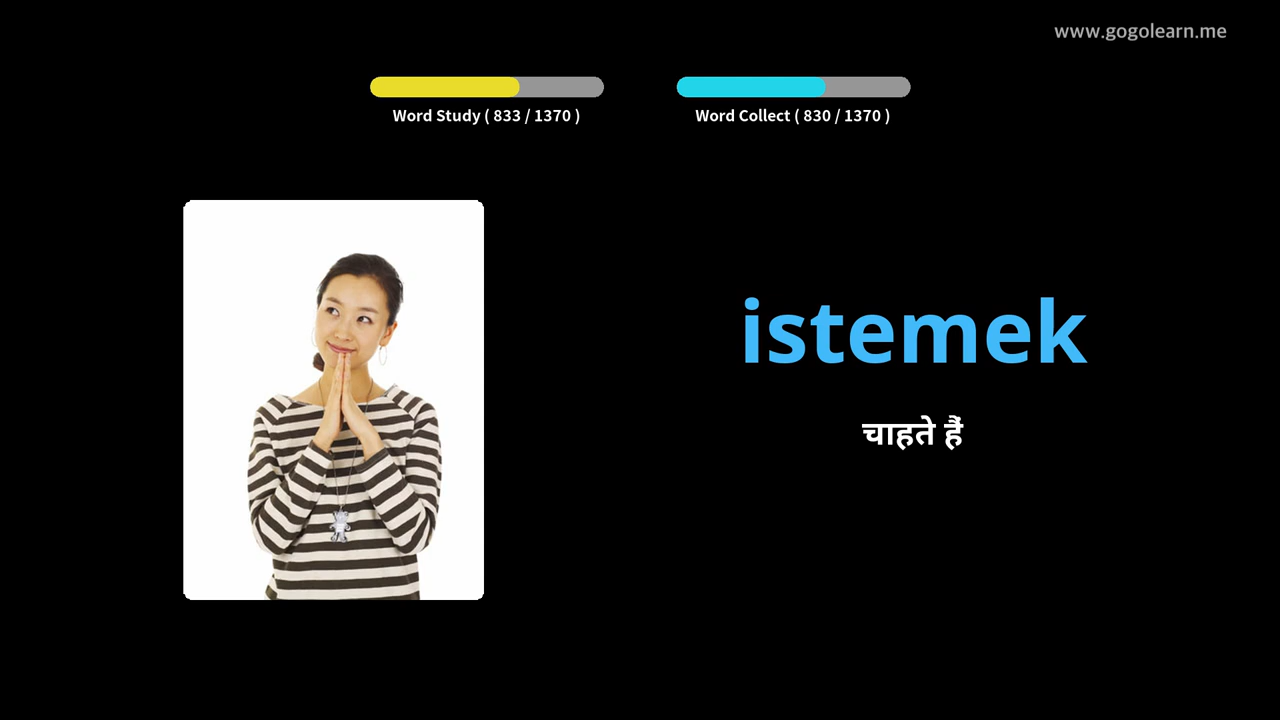 www.gogolearn.me
Word Study ( 833 / 1370 )
Word Collect ( 830 / 1370 )
istemek
चाहते हैं